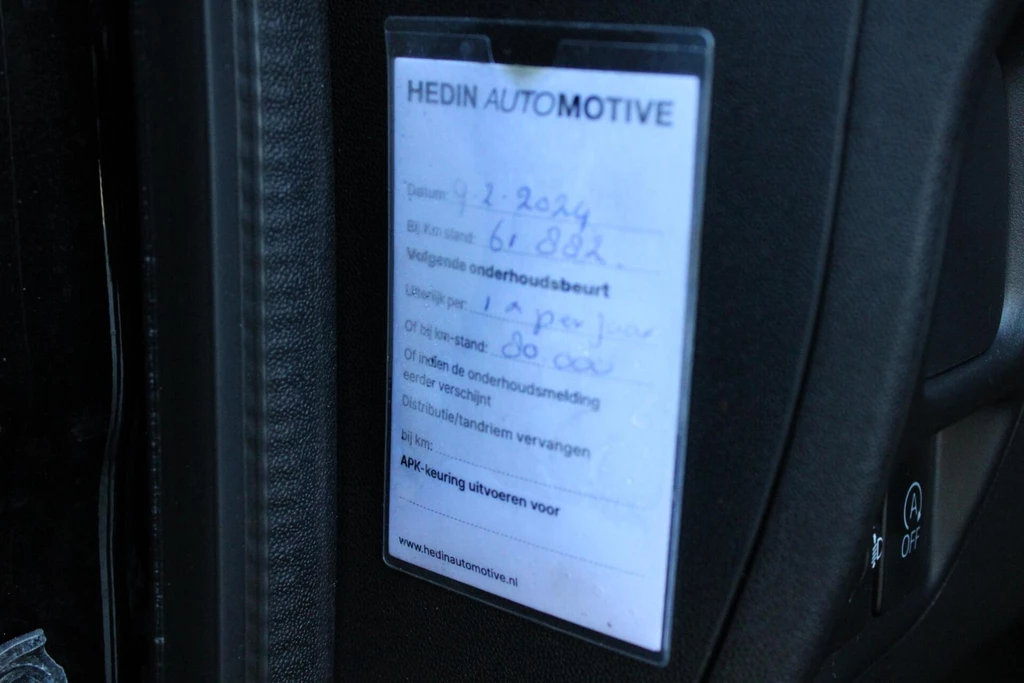 HEDIN AUTOMOTIVE
Datum: 9 2.2024
Bij Km stand: 61 882.
Volgende onderhoudsbeurt
Uiterlijk per: 1 x per jaar
Of bij km-stand: 80 000
Of indien de onderhoudsmelding
eerder verschijnt
Distributie/tandriem vervangen
bij km:
APK-keuring uitvoeren voor
www.hedinautomotive.nl
A
OFF